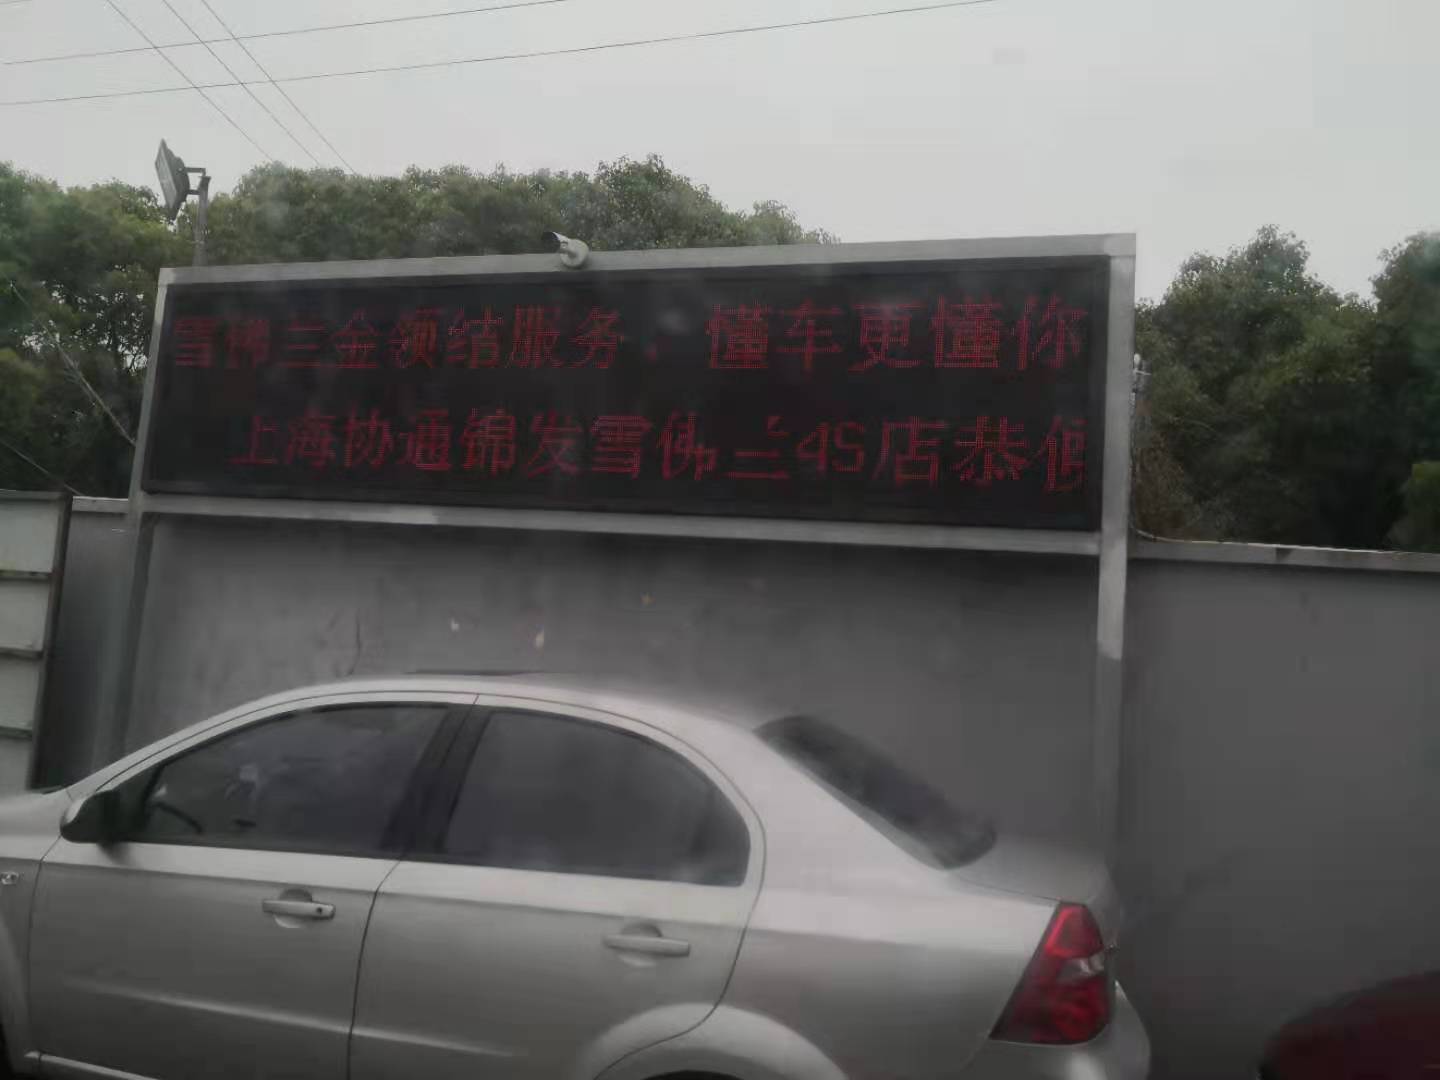 雪佛兰金领结服务，懂车更懂你
上海协通锦发雪佛兰4S店恭候